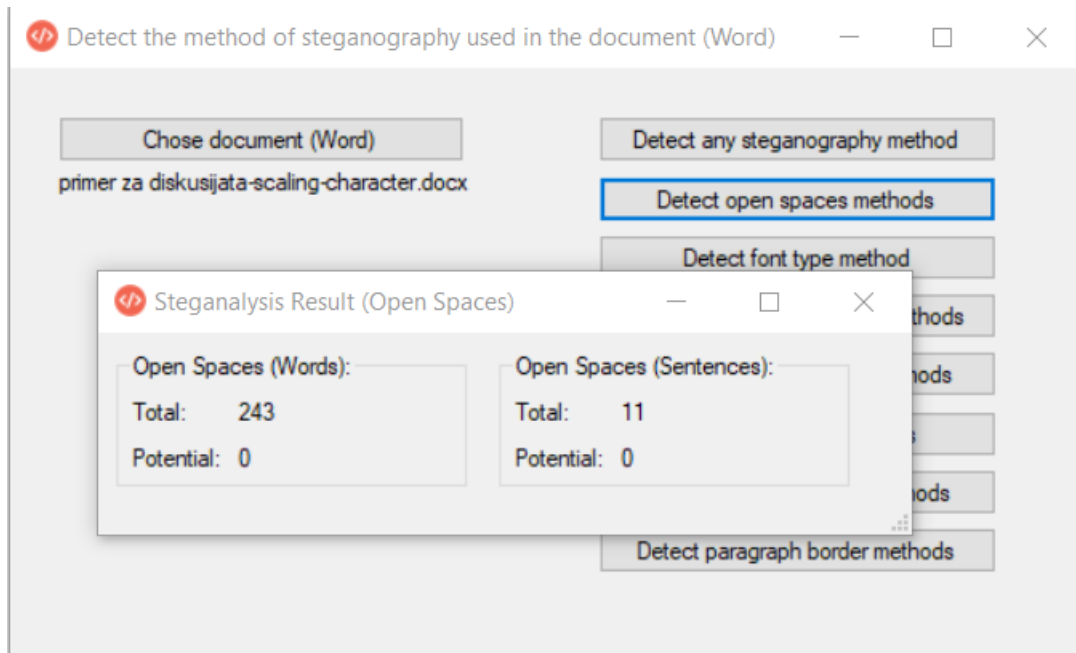 Detect the method of steganography used in the document (Word)
Chose document (Word)
primer za diskusijata-scaling-character.docx
Detect any steganography method
Detect open spaces methods
Detect font type method
Steganalysis Result (Open Spaces)
Open Spaces (Words):
Total: 243
Potential: 0
Open Spaces (Sentences):
Total: 11
Potential: 0
Detect paragraph border methods